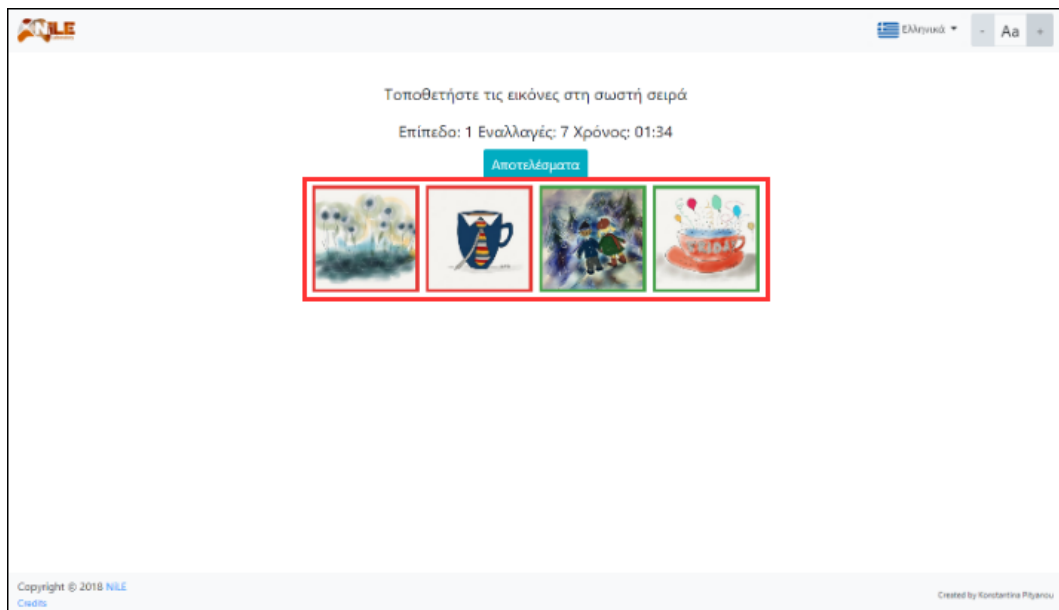 NiLE
Ελληνικά
- Aa +
Τοποθετήστε τις εικόνες στη σωστή σειρά
Επίπεδο: 1 Εναλλαγές: 7 Χρόνος: 01:34
Αποτελέσματα
Copyright © 2018 NiLE
Credits
Created by Konstantina Pityanou